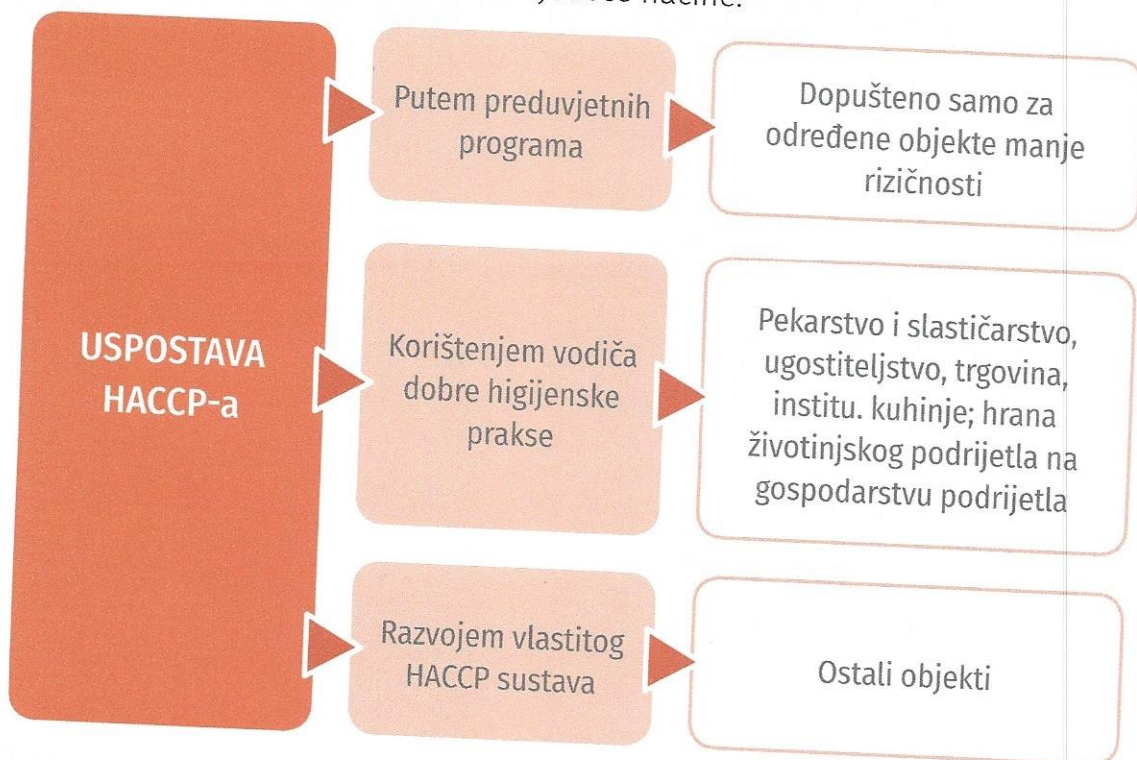 načine.
Putem preduvjetnih
programa
Dopušteno samo za
određene objekte manje
rizičnosti
USPOSTAVA
HACCP-a
Korištenjem vodiča
dobre higijenske
prakse
Pekarstvo i slastičarstvo,
ugostiteljstvo, trgovina,
institu. kuhinje; hrana
životinjskog podrijetla na
gospodarstvu podrijetla
Razvojem vlastitog
HACCP sustava
Ostali objekti